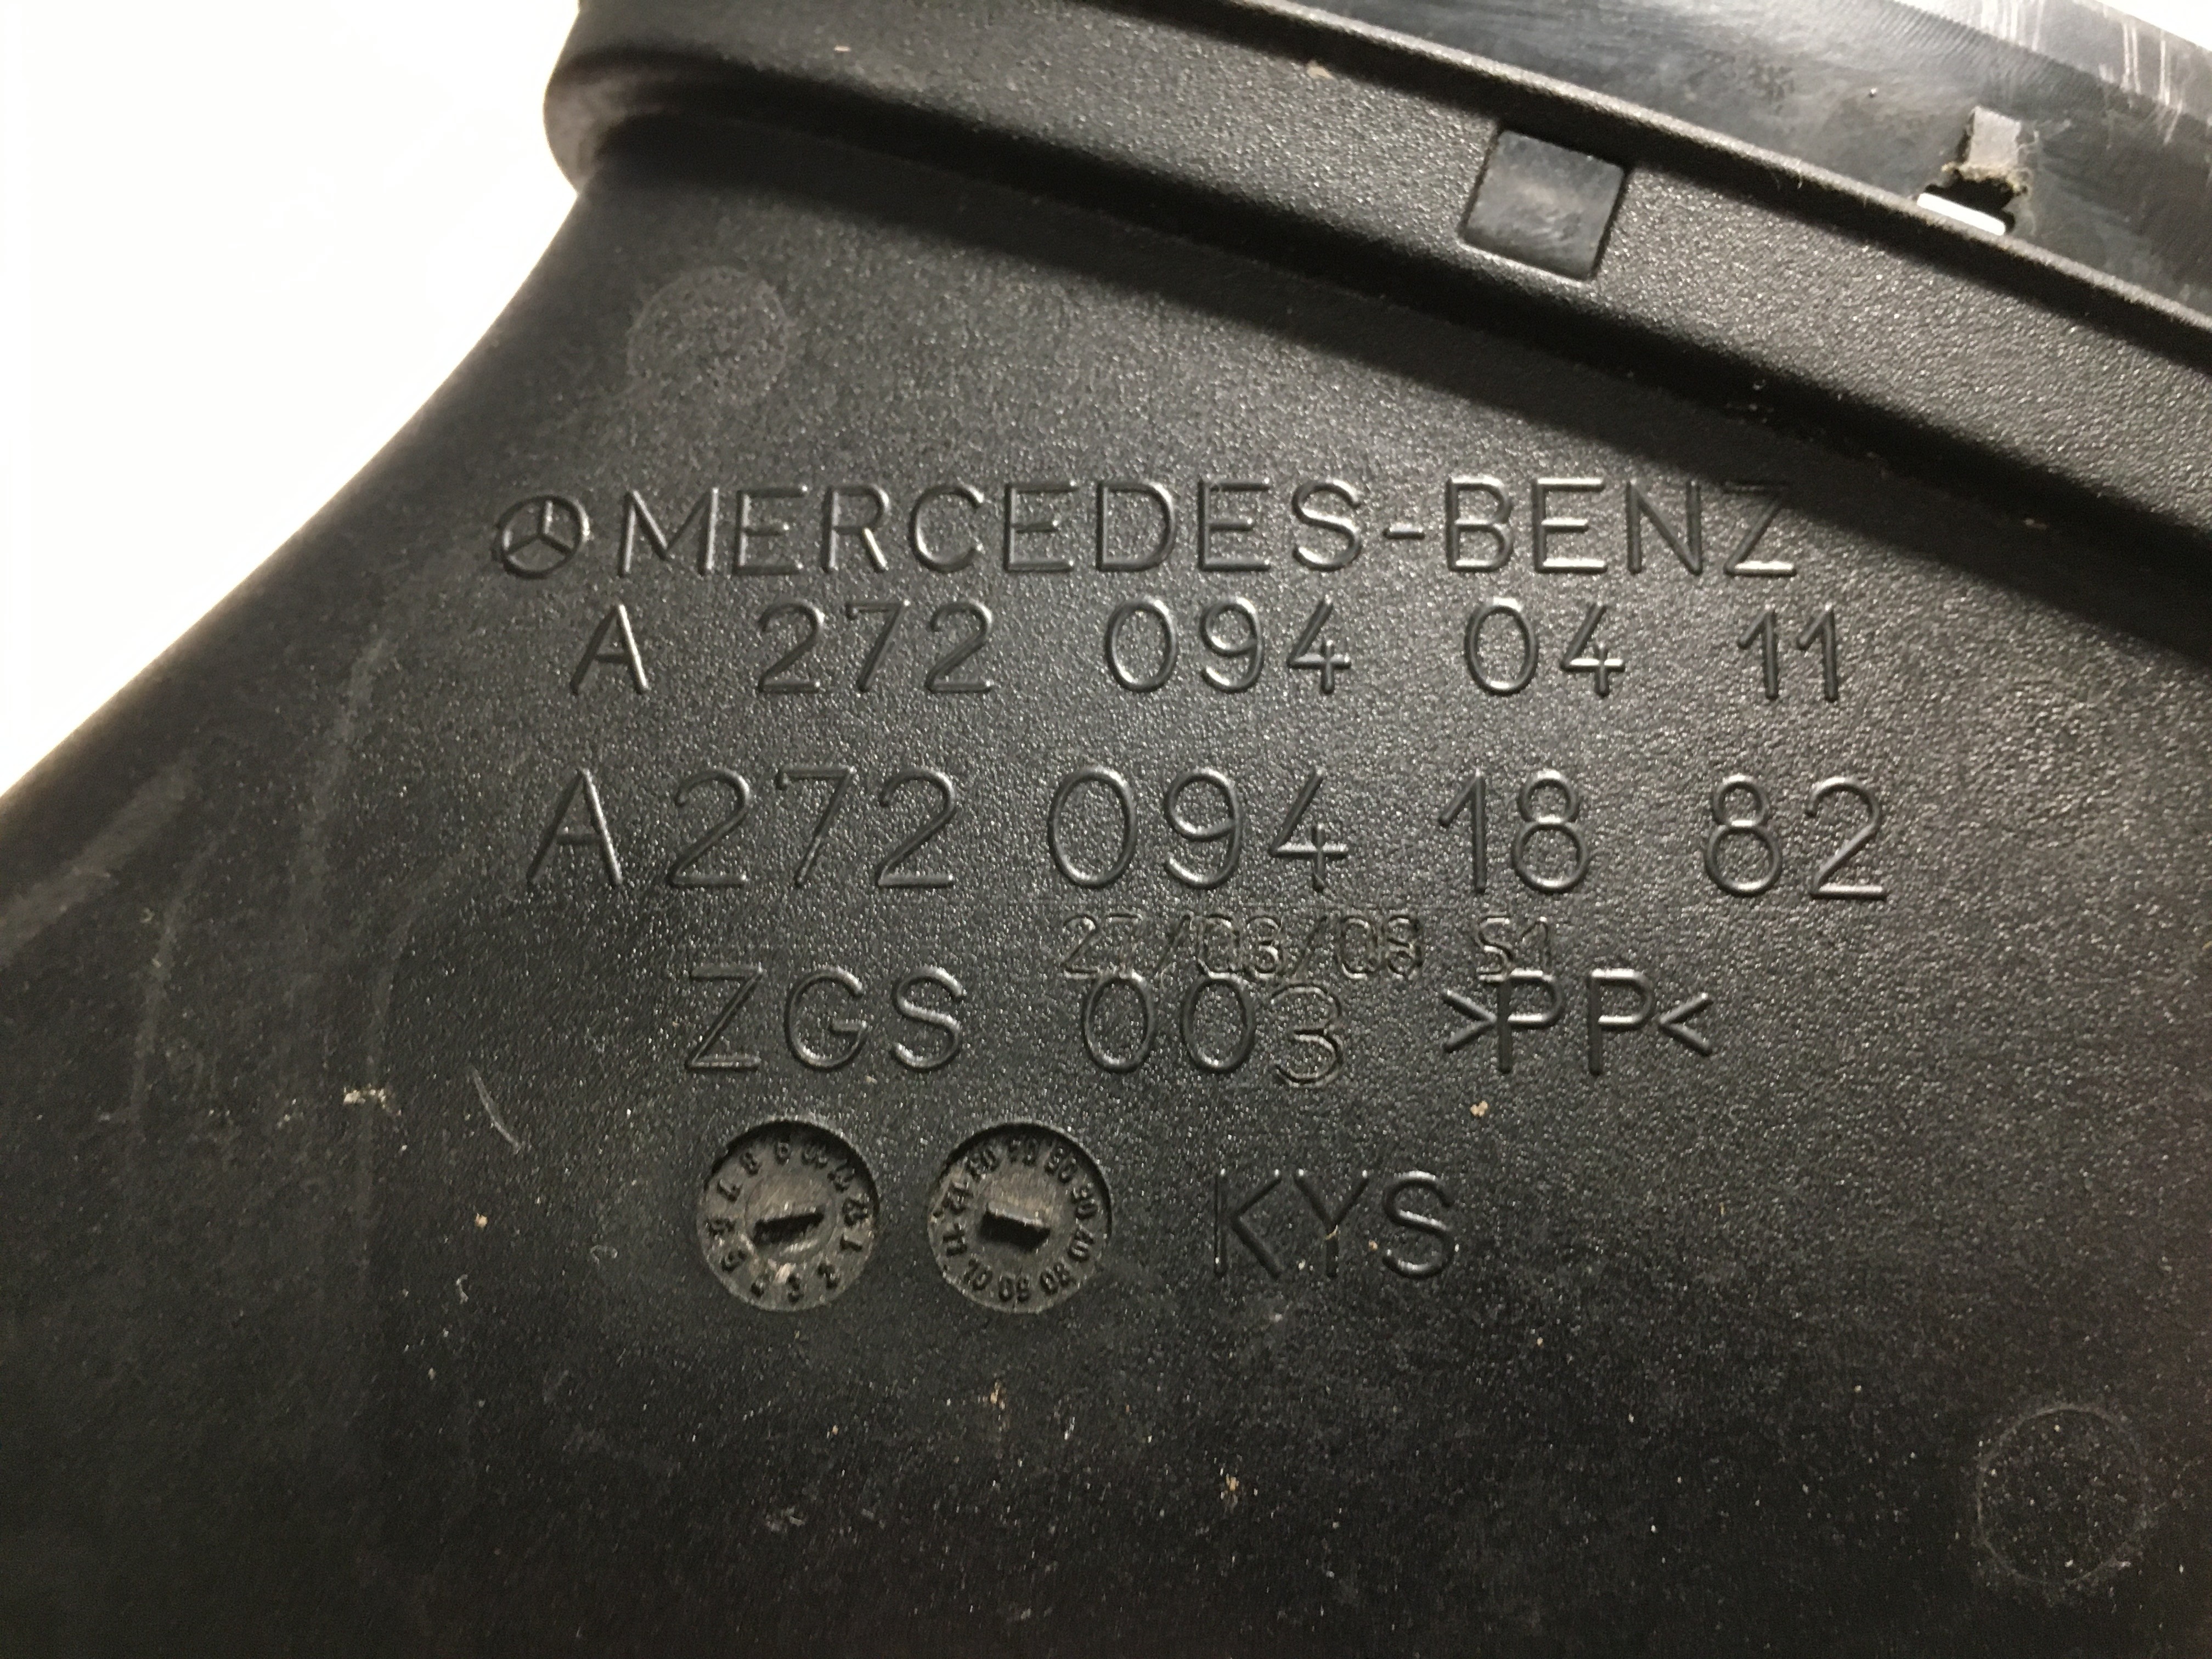 MERCEDES-BENZ
A 272 094 04 11
A 272 094 18 82
27/03/08 S1
ZGS 003 >PP<
KYS